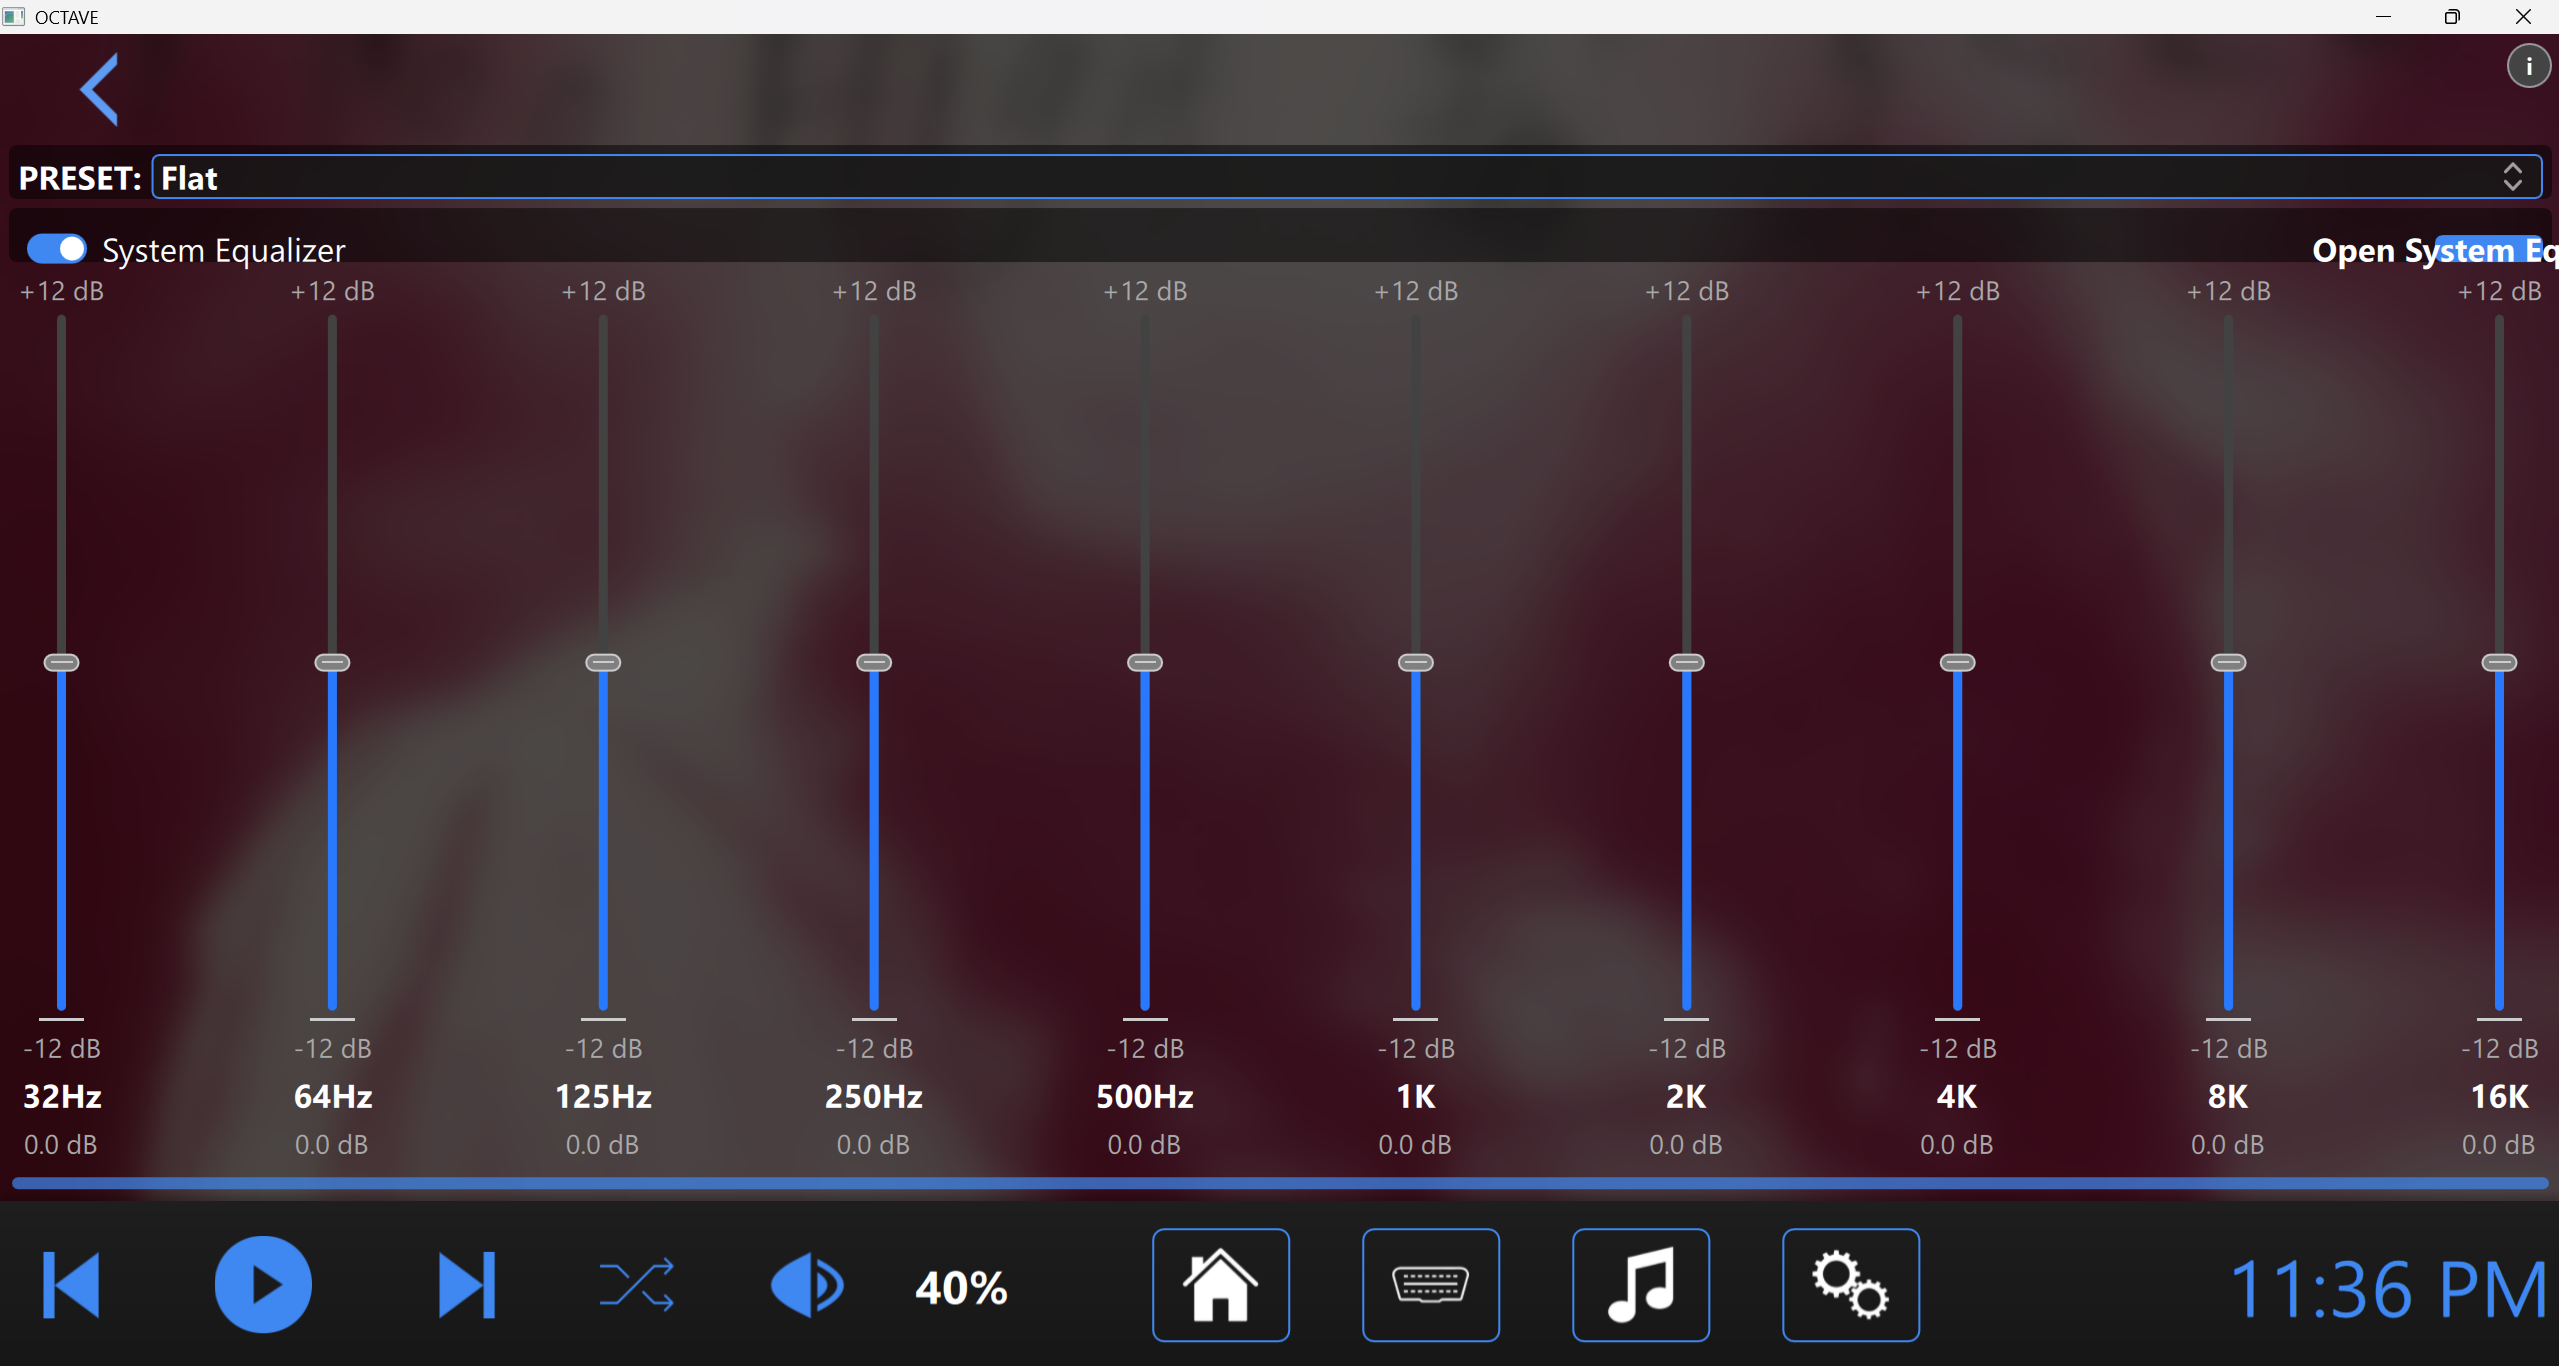 OCTAVE
i
PRESET: Flat
System Equalizer Open System Eq
+12 dB +12 dB +12 dB +12 dB +12 dB +12 dB +12 dB +12 dB +12 dB +12 dB
-12 dB -12 dB -12 dB -12 dB -12 dB -12 dB -12 dB -12 dB -12 dB -12 dB
32Hz 64Hz 125Hz 250Hz 500Hz 1K 2K 4K 8K 16K
0.0 dB 0.0 dB 0.0 dB 0.0 dB 0.0 dB 0.0 dB 0.0 dB 0.0 dB 0.0 dB 0.0 dB
40% 11:36 PM